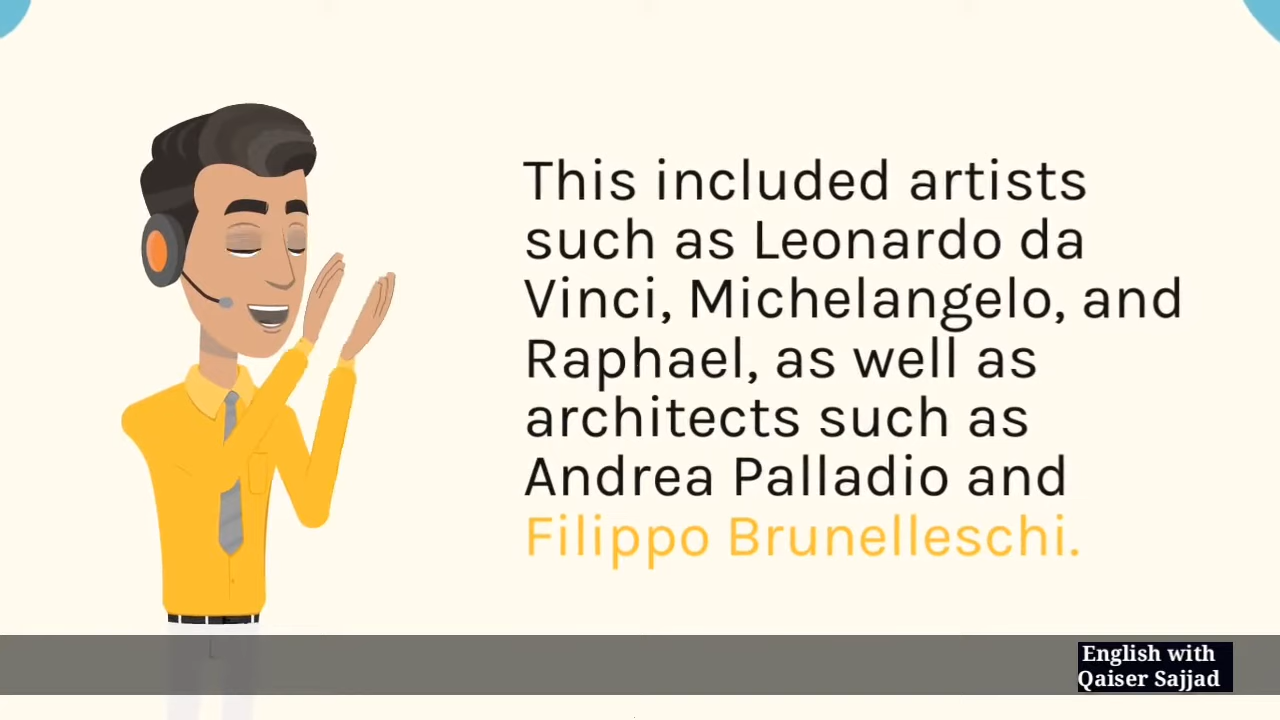 This included artists
such as Leonardo da
Vinci, Michelangelo, and
Raphael, as well as
architects such as
Andrea Palladio and
Filippo Brunelleschi.
English with
Qaiser Sajjad